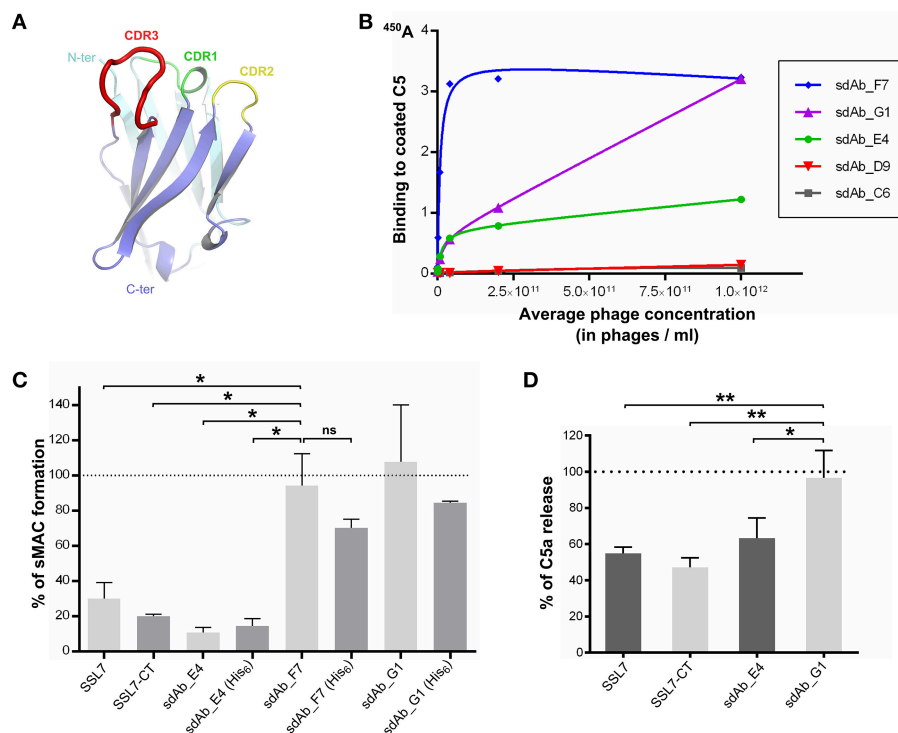 A
CDR3
N-ter
CDR1
CDR2
C-ter
B
450A
Binding to coated C5
4
3
2
1
0
0
2.5×10¹¹
5.0×10¹¹
7.5×10¹¹
1.0×10¹²
Average phage concentration
(in phages / ml)
sdAb_F7
sdAb_G1
sdAb_E4
sdAb_D9
sdAb_C6
C
*
*
*
*
ns
% of sMAC formation
140
120
100
80
60
40
20
0
SSL7
SSL7-CT
sdAb_E4
sdAb_E4 (His₆)
sdAb_F7
sdAb_F7 (His₆)
sdAb_G1
sdAb_G1 (His₆)
D
**
**
*
% of C5a release
120
100
80
60
40
20
0
SSL7
SSL7-CT
sdAb_E4
sdAb_G1